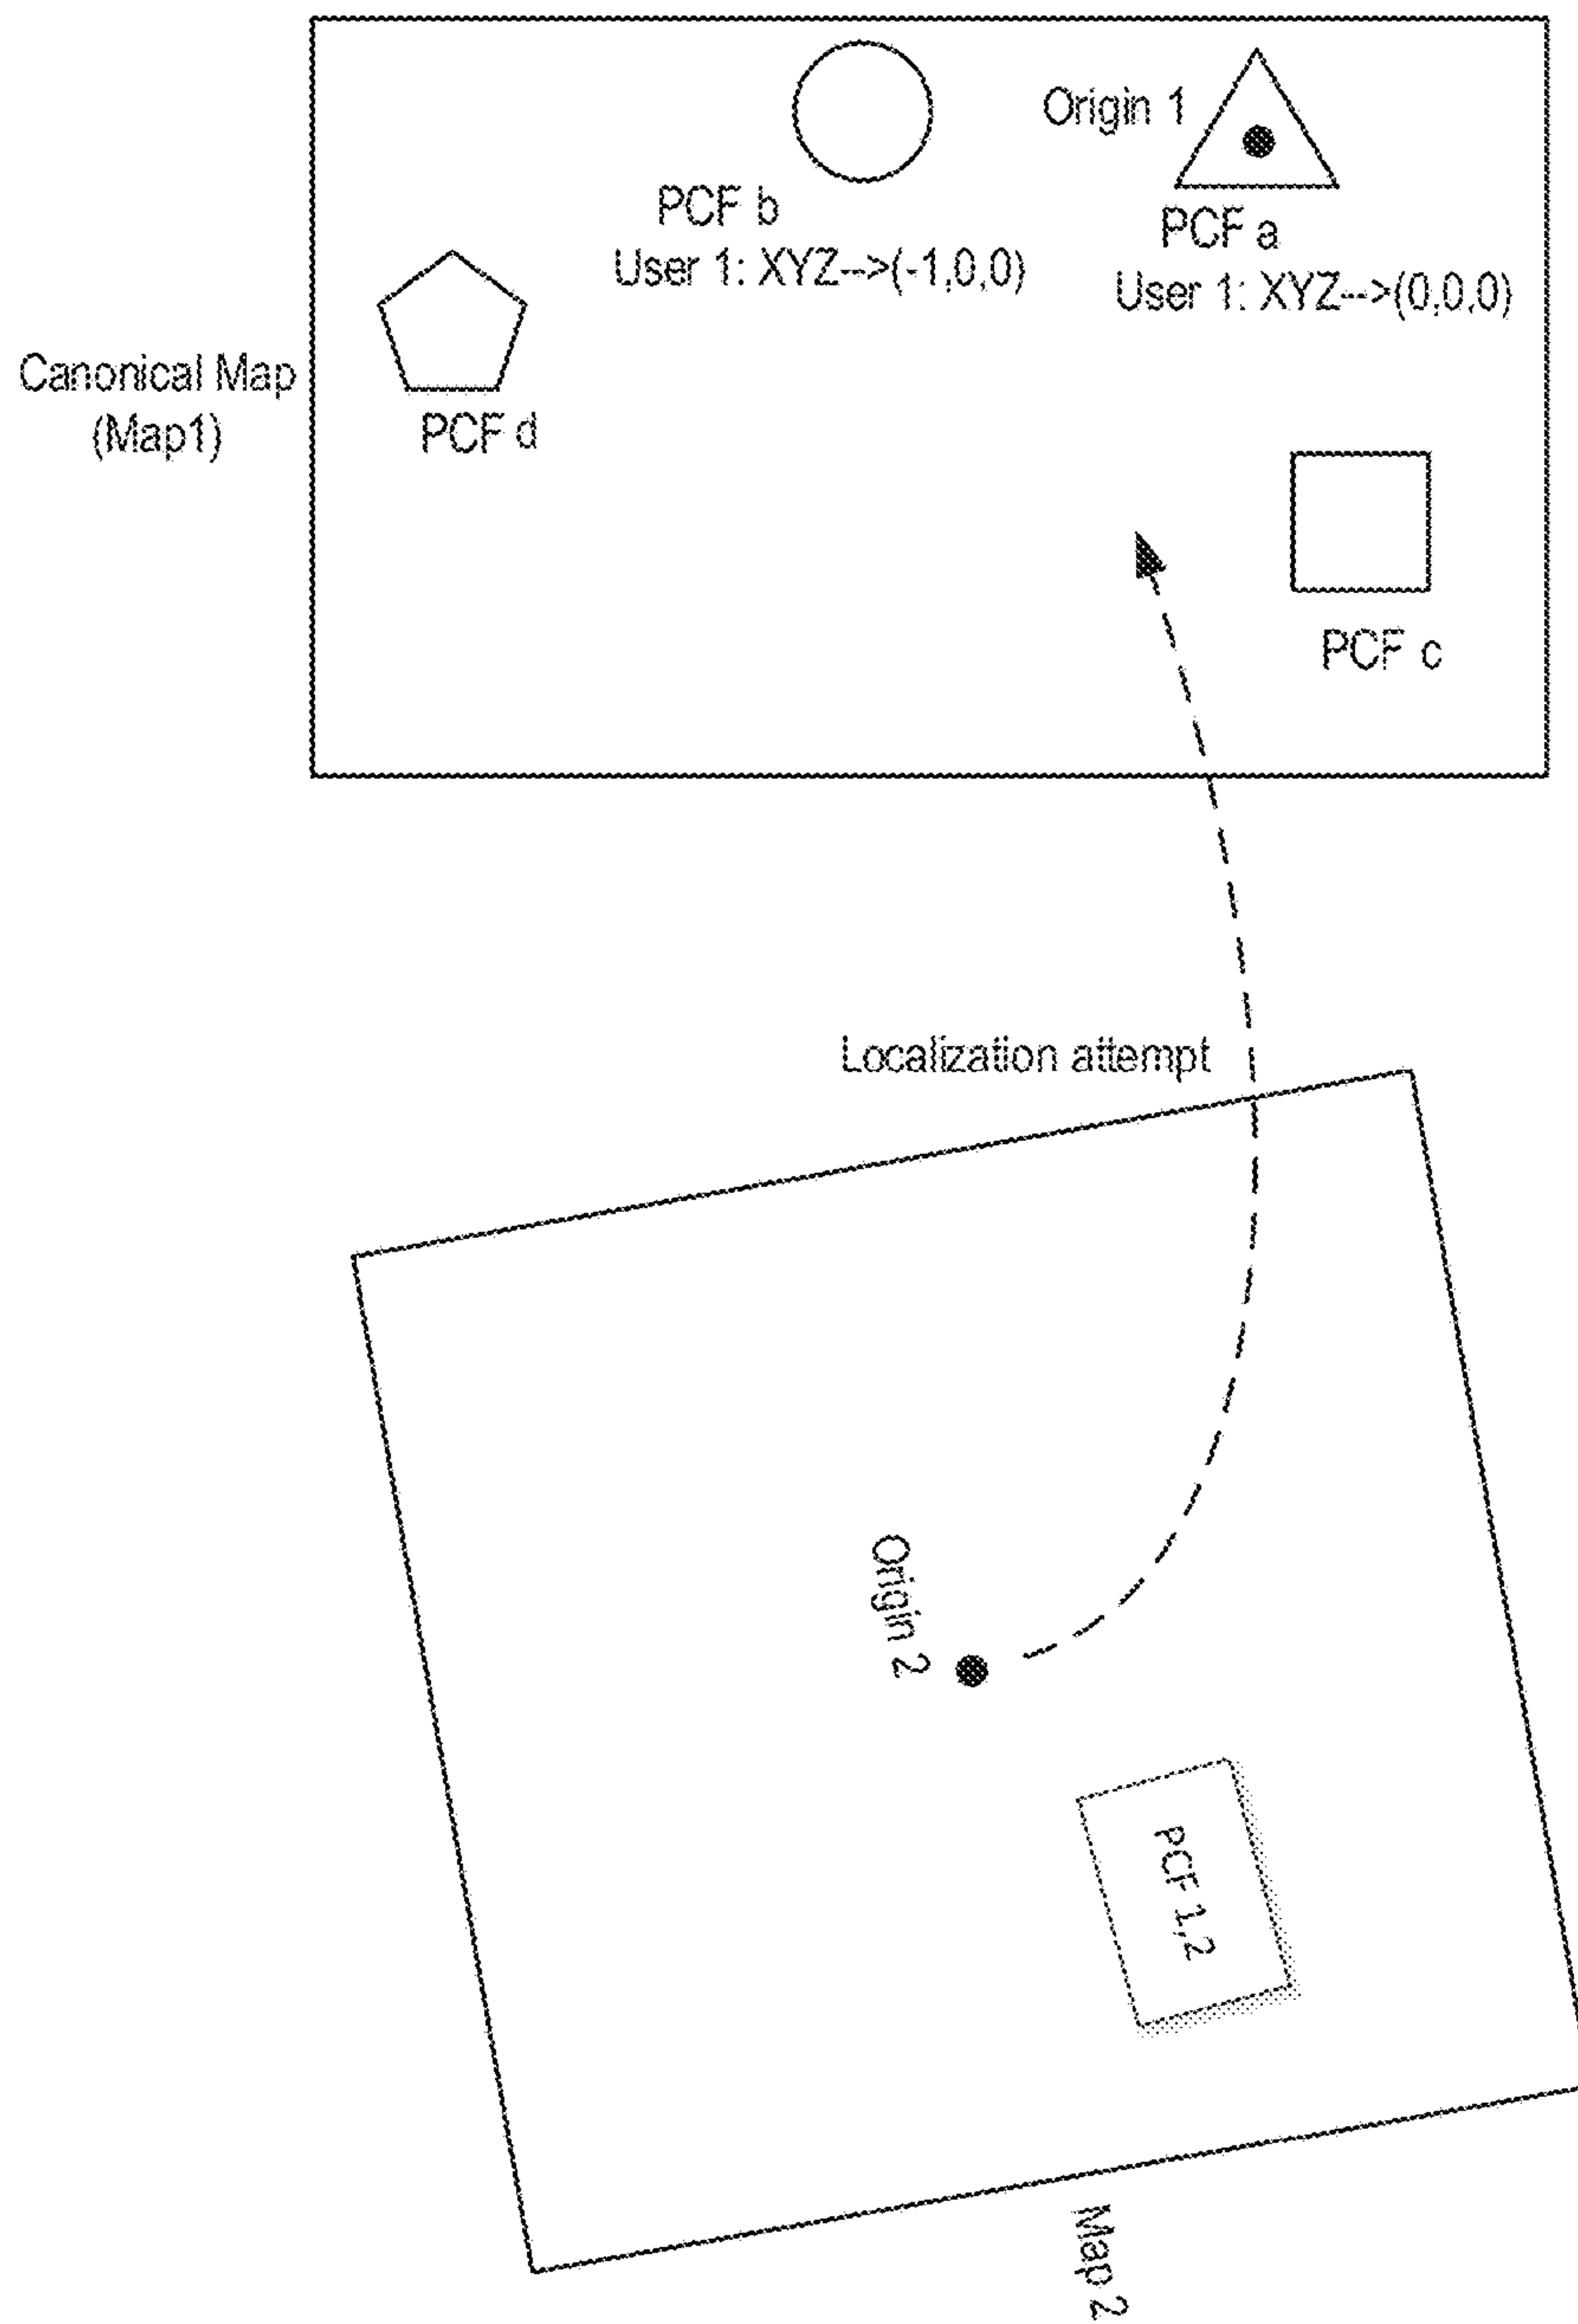 Origin 1
PCF b
User 1: XYZ-->(-1,0,0)
PCF a
User 1: XYZ-->(0,0,0)
Canonical Map
(Map1)
PCF d
PCF c
Localization attempt
Origin 2
PCF 1,2
Map 2